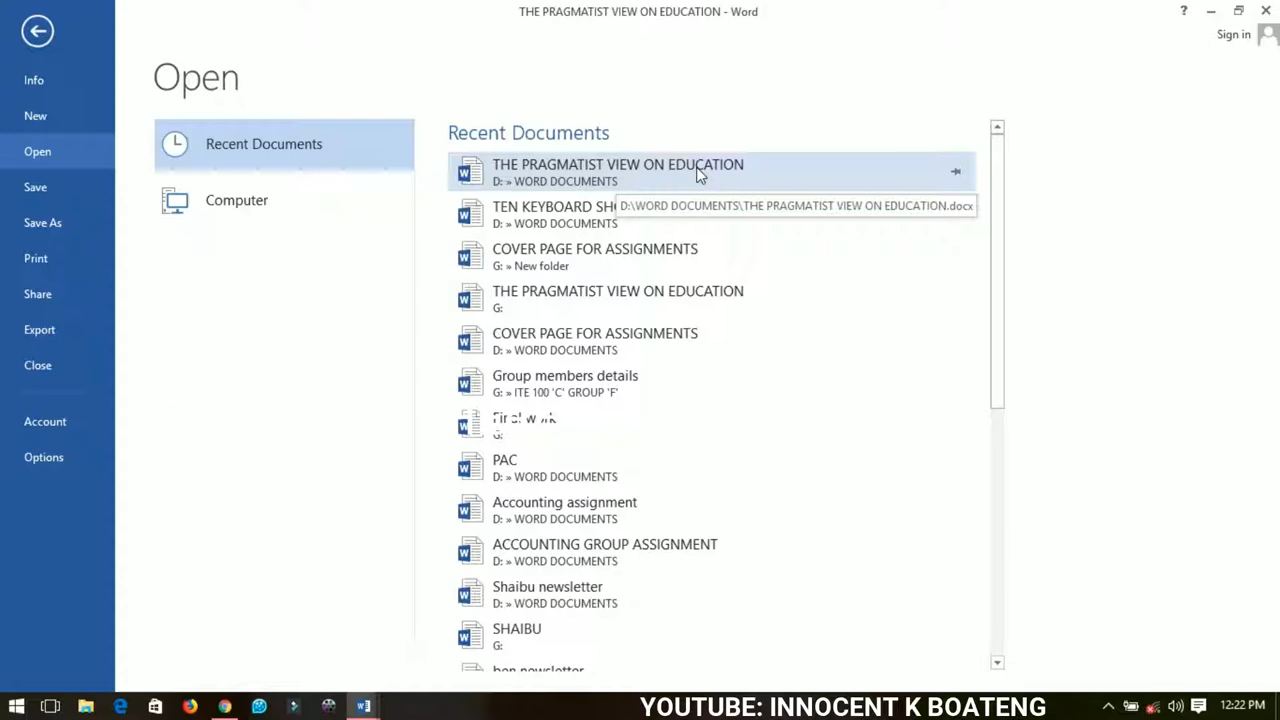 THE PRAGMATIST VIEW ON EDUCATION - Word
?
Sign in
Info
New
Open
Save
Save As
Print
Share
Export
Close
Account
Options
Open
Recent Documents
Computer
Recent Documents
THE PRAGMATIST VIEW ON EDUCATION
D: » WORD DOCUMENTS
D:\WORD DOCUMENTS\THE PRAGMATIST VIEW ON EDUCATION.docx
TEN KEYBOARD
D: » WORD DOCUMENTS
COVER PAGE FOR ASSIGNMENTS
G: » New folder
THE PRAGMATIST VIEW ON EDUCATION
G:
COVER PAGE FOR ASSIGNMENTS
D: » WORD DOCUMENTS
Group members details
G: » ITE 100 'C' GROUP 'F'
G:
PAC
D: » WORD DOCUMENTS
Accounting assignment
D: » WORD DOCUMENTS
ACCOUNTING GROUP ASSIGNMENT
D: » WORD DOCUMENTS
Shaibu newsletter
D: » WORD DOCUMENTS
SHAIBU
G:
ben newsletter
YOUTUBE: INNOCENT K BOATENG
12:22 PM